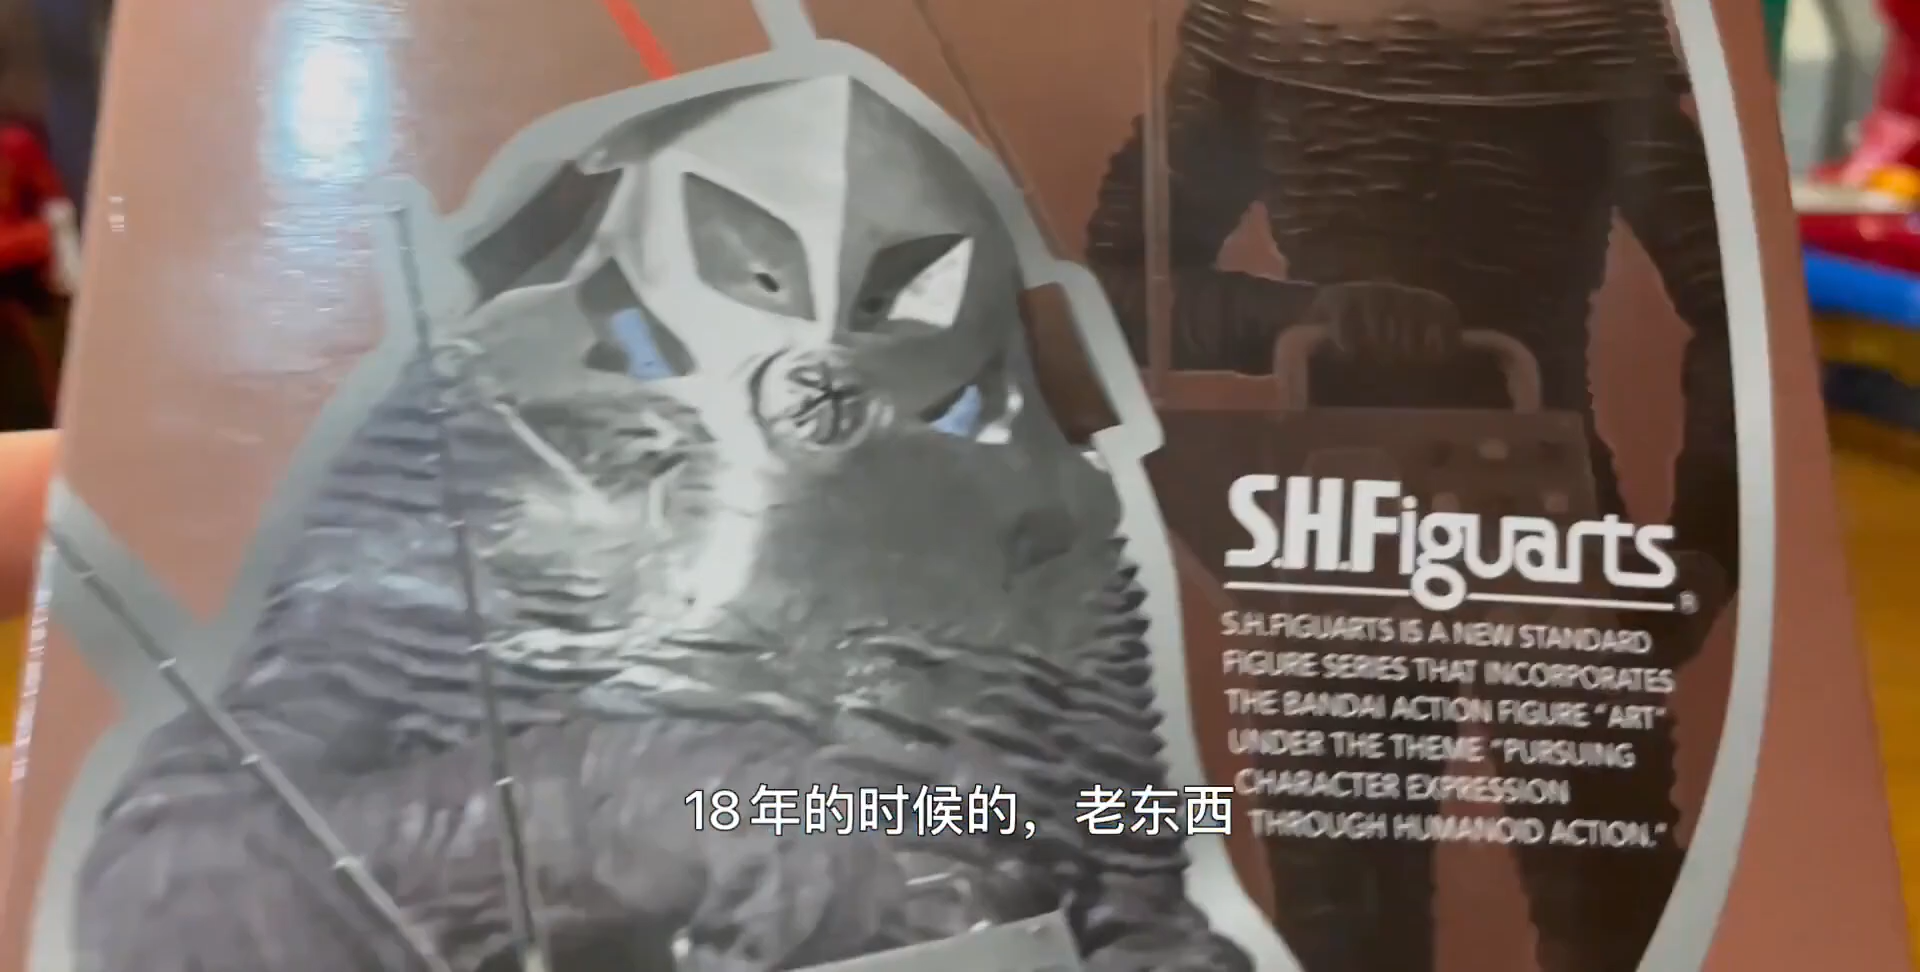 S.H.Figuarts
S.H.FIGUARTS IS A NEW STANDARD
FIGURE SERIES THAT INCORPORATES
THE BANDAI ACTION FIGURE "ART"
UNDER THE THEME "PURSUING
CHARACTER EXPRESSION
THROUGH HUMANOID ACTION."
18年的时候的，老东西